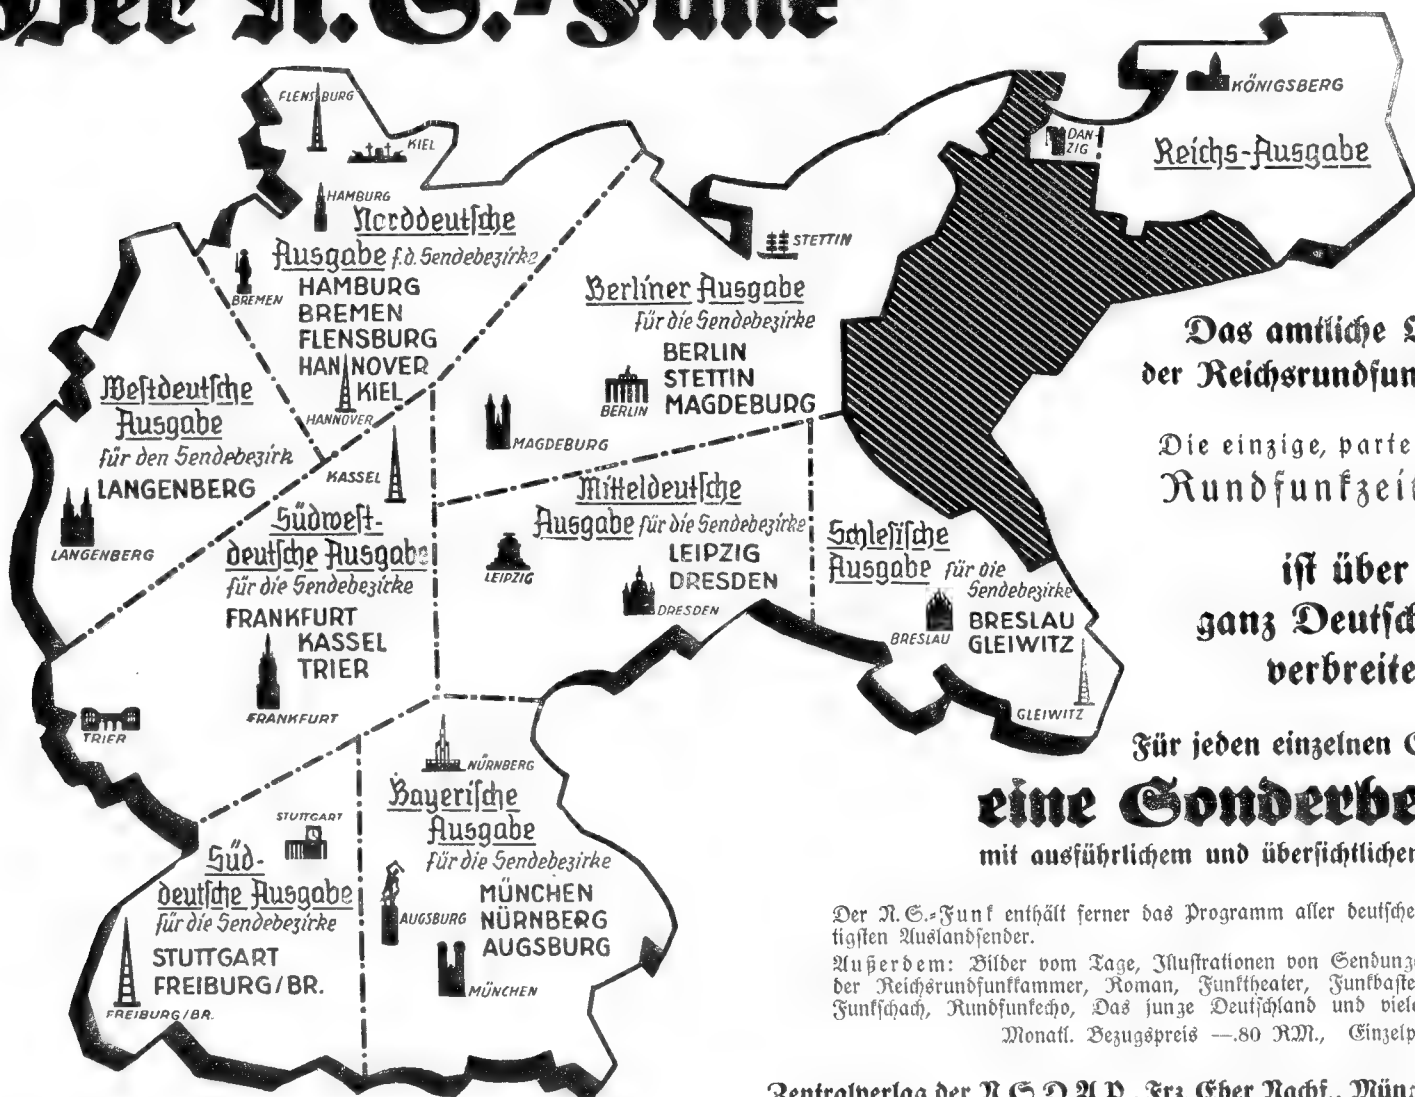 Der N.S.-Funk
FLENSBURG
KIEL
HAMBURG
Norddeutsche
Ausgabe f.d. Sendebezirke
HAMBURG
BREMEN
FLENSBURG
HANNOVER
KIEL
BREMEN
HANNOVER
KÖNIGSBERG
DAN-
ZIG
Reichs-Ausgabe
STETTIN
Berliner Ausgabe
für die Sendebezirke
BERLIN
STETTIN
MAGDEBURG
BERLIN
MAGDEBURG
Westdeutsche
Ausgabe
für den Sendebezirk
LANGENBERG
LANGENBERG
KASSEL
Südwest-
deutsche Ausgabe
für die Sendebezirke
FRANKFURT
KASSEL
TRIER
FRANKFURT
TRIER
Mitteldeutsche
Ausgabe für die Sendebezirke
LEIPZIG
DRESDEN
LEIPZIG
DRESDEN
Schlesische
Ausgabe für die
Sendebezirke
BRESLAU
GLEIWITZ
BRESLAU
GLEIWITZ
NÜRNBERG
Bayerische
Ausgabe
für die Sendebezirke
MÜNCHEN
NÜRNBERG
AUGSBURG
AUGSBURG
MÜNCHEN
STUTTGART
Süd-
deutsche Ausgabe
für die Sendebezirke
STUTTGART
FREIBURG/BR.
FREIBURG/BR.
Das amtliche
der Reichsrundfun
Die einzige, parte
Rundfunkzeit
ist über
ganz Deutsch
verbreite
Für jeden einzelnen
eine Sonderbe
mit ausführlichem und übersichtlicher
Der N.S.-Funk enthält ferner das Programm aller deutsche
tigsten Auslandsender.
Außerdem: Bilder vom Tage, Illustrationen von Sendunge
der Reichsrundfunkkammer, Roman, Funktheater, Funkbaste
Funkschach, Rundfunkecho, Das junge Deutschland und viele
Monatl. Bezugspreis —.80 RM., Einzelp
Zentralverlag der N.S.D.A.P., Frz. Eher Nachf., Münc